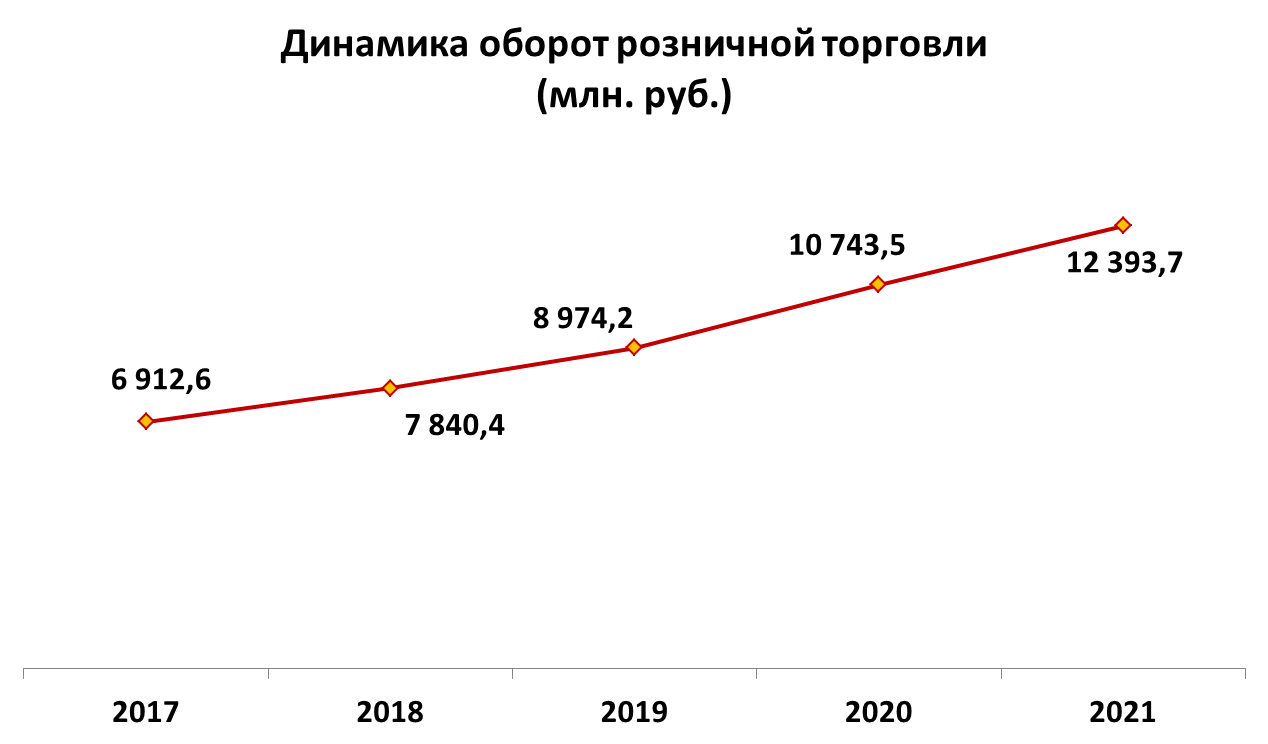 Динамика оборот розничной торговли
(млн. руб.)
10 743,5
12 393,7
8 974,2
6 912,6
7 840,4
2017 2018 2019 2020 2021